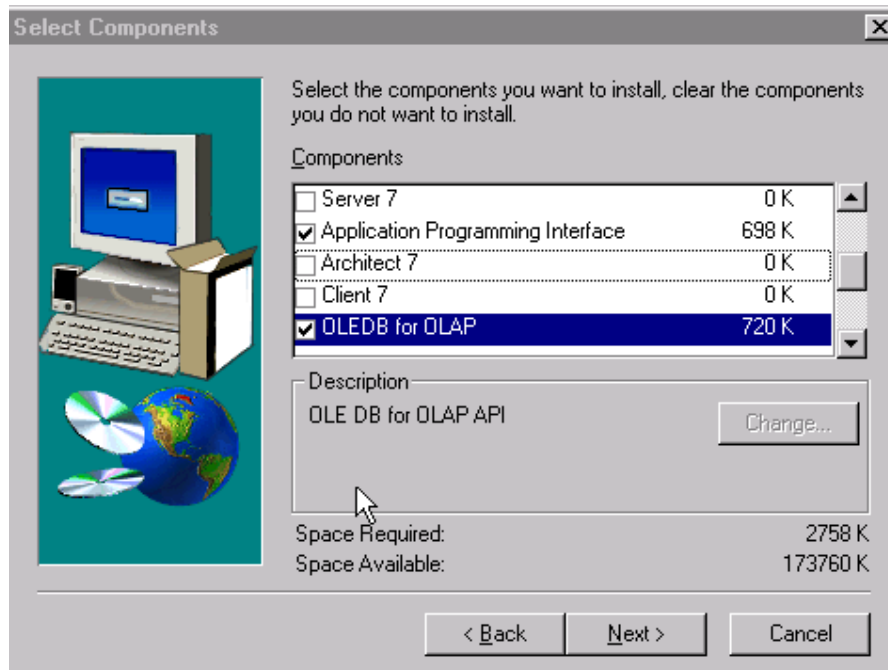 Select Components
Select the components you want to install, clear the components
you do not want to install.
Components
Server 7 0 K
Application Programming Interface 698 K
Architect 7 0 K
Client 7 0 K
OLEDB for OLAP 720 K
Description
OLE DB for OLAP API
Change...
Space Required: 2758 K
Space Available: 173760 K
< Back Next > Cancel